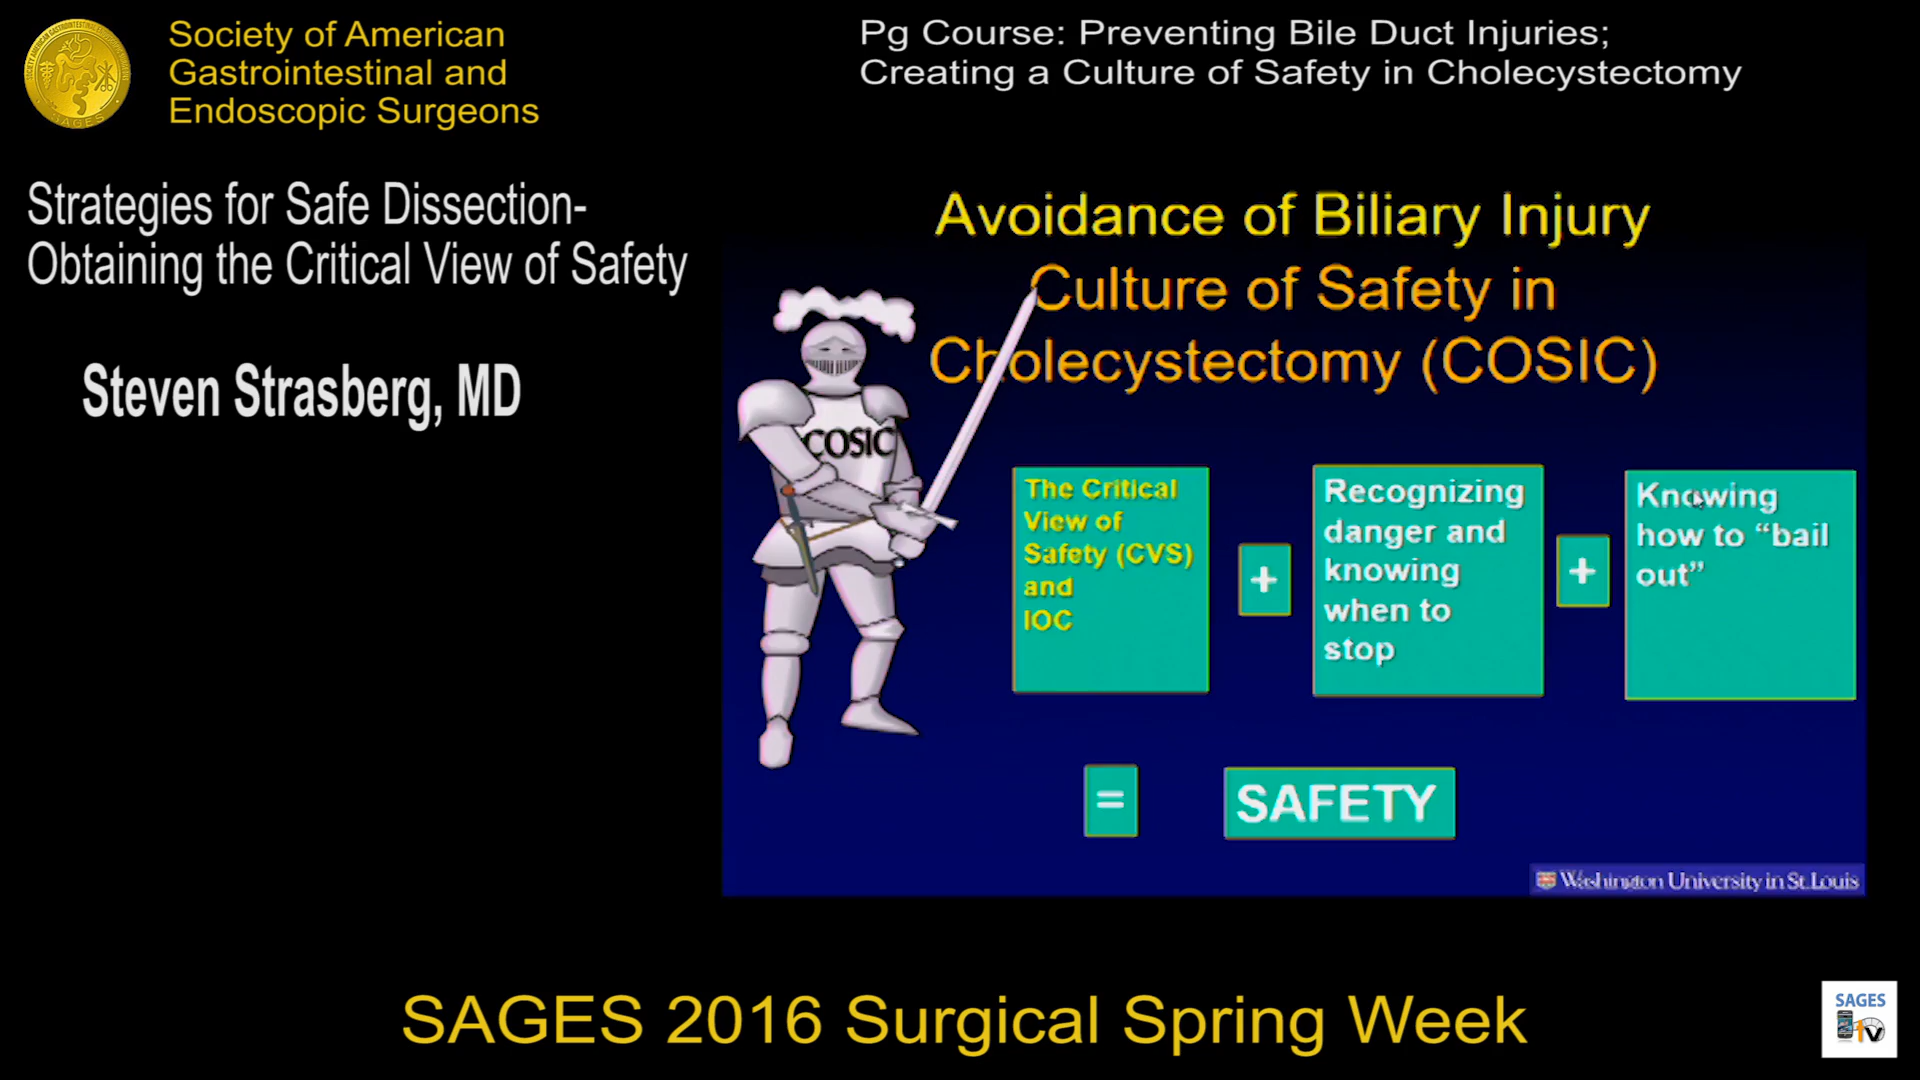 Society of American
Gastrointestinal and
Endoscopic Surgeons
SAGES
Pg Course: Preventing Bile Duct Injuries;
Creating a Culture of Safety in Cholecystectomy
Strategies for Safe Dissection-
Obtaining the Critical View of Safety
Steven Strasberg, MD
Avoidance of Biliary Injury
Culture of Safety in
Cholecystectomy (COSIC)
COSIC
The Critical
View of
Safety (CVS)
and
IOC
+
Recognizing
danger and
knowing
when to
stop
+
Knowing
how to “bail
out”
=
SAFETY
Washington University in St. Louis
SAGES 2016 Surgical Spring Week
SAGES
TV